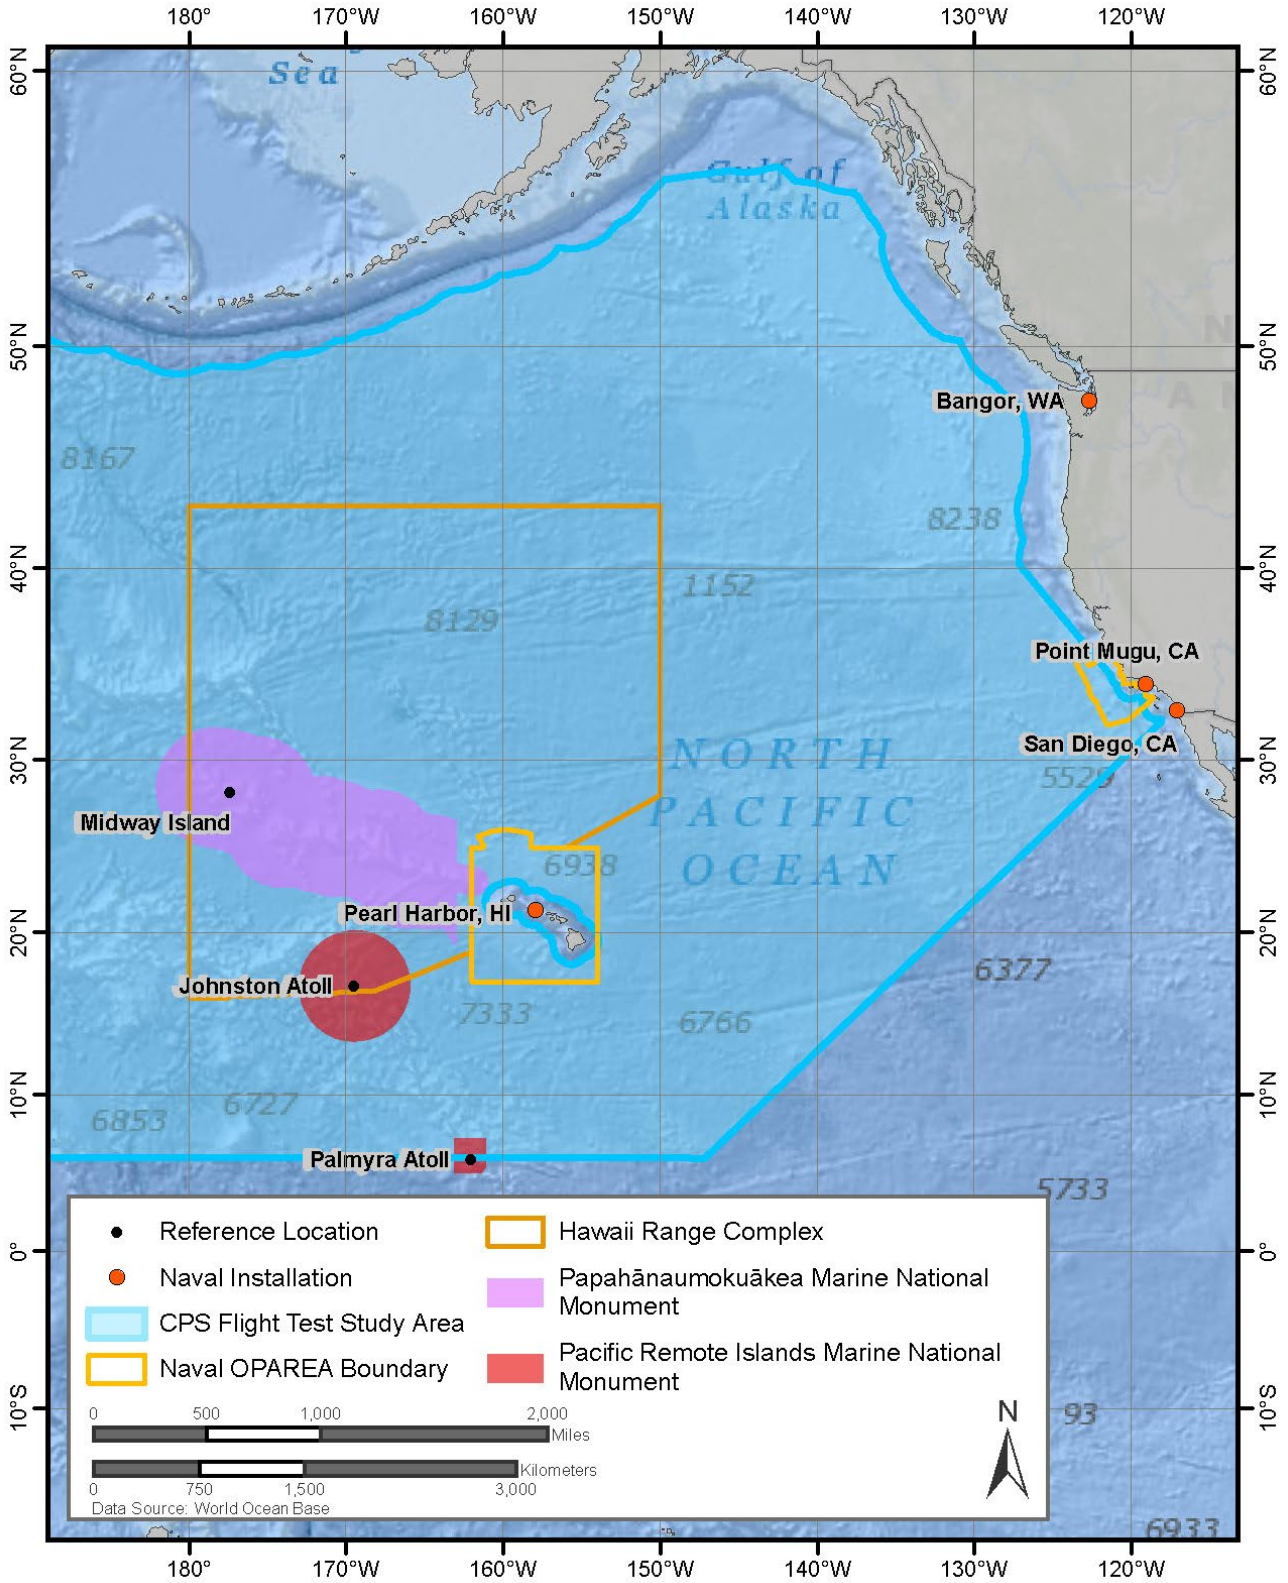 180°
170°W
160°W
150°W
140°W
130°W
120°W
60°N
60°N
Sea
Gulf of
Alaska
50°N
50°N
N
A N
Bangor, WA
8167
8238
40°N
40°N
1152
8129
Point Mugu, CA
San Diego, CA
30°N
30°N
NORTH
PACIFIC
OCEAN
5529
Midway Island
6938
Pearl Harbor, HI
20°N
20°N
6377
Johnston Atoll
7333
6766
10°N
10°N
6727
6853
Palmyra Atoll
5733
0°
0°
Reference Location
Naval Installation
CPS Flight Test Study Area
Naval OPAREA Boundary
Hawaii Range Complex
Papahānaumokuākea Marine National
Monument
Pacific Remote Islands Marine National
Monument
0 500 1,000 2,000
Miles
Kilometers
0 750 1,500 3,000
Data Source: World Ocean Base
N
10°S
10°S
93
6933
180°
170°W
160°W
150°W
140°W
130°W
120°W